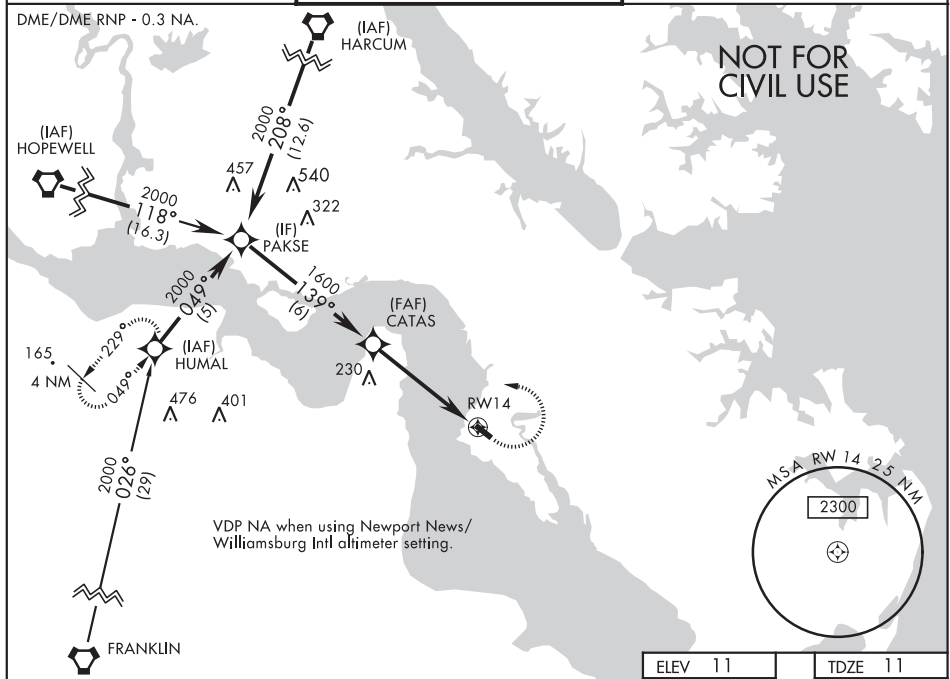 DME/DME RNP - 0.3 NA.
(IAF)
HARCUM
NOT FOR
CIVIL USE
2000
208°
(12.6)
(IAF)
HOPEWELL
2000
118°
(16.3)
457
540
322
(IF)
PAKSE
2000
049°
(5)
1600
139°
(6)
(FAF)
CATAS
229°
049°
(IAF)
HUMAL
165
4 NM
230
RW14
476
401
2000
026°
(29)
VDP NA when using Newport News/
Williamsburg Intl altimeter setting.
MSA RW 14 25 NM
2300
FRANKLIN
ELEV 11
TDZE 11